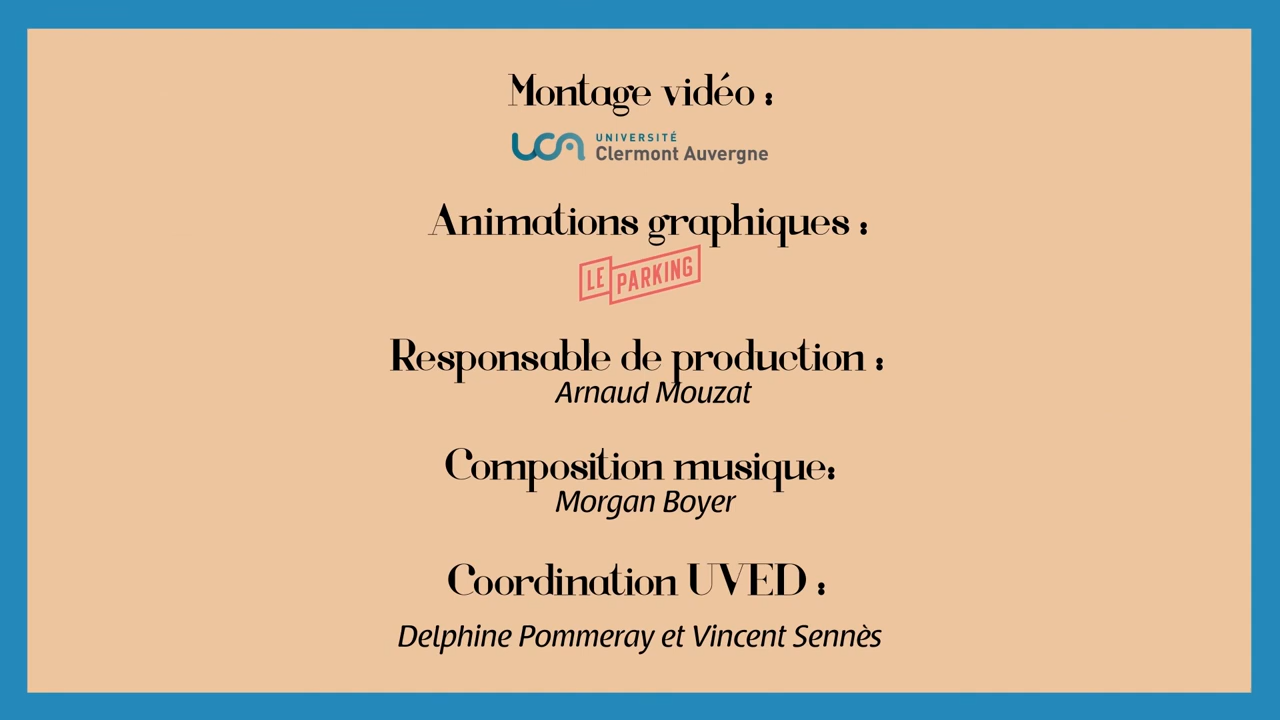 Montage vidéo :
UCA UNIVERSITÉ
Clermont Auvergne
Animations graphiques :
LE PARKING
Responsable de production :
Arnaud Mouzat
Composition musique:
Morgan Boyer
Coordination UVED :
Delphine Pommeray et Vincent Sennès